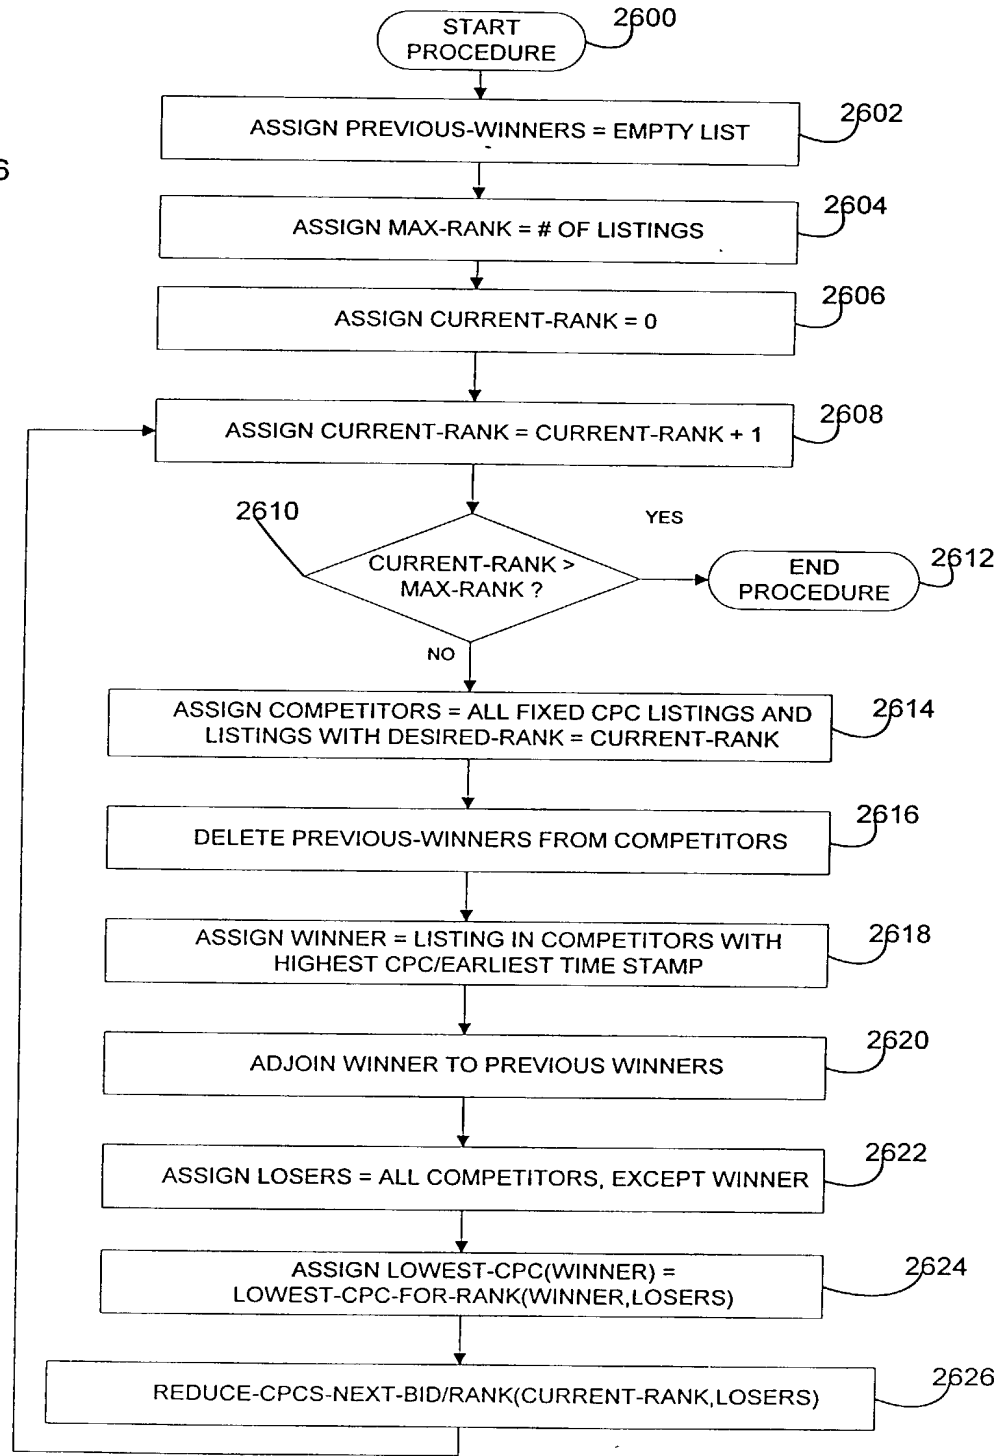 START
PROCEDURE
2600
ASSIGN PREVIOUS-WINNERS = EMPTY LIST
2602
6
ASSIGN MAX-RANK = # OF LISTINGS
2604
ASSIGN CURRENT-RANK = 0
2606
ASSIGN CURRENT-RANK = CURRENT-RANK + 1
2608
2610
YES
CURRENT-RANK >
MAX-RANK ?
END
PROCEDURE
2612
NO
ASSIGN COMPETITORS = ALL FIXED CPC LISTINGS AND
LISTINGS WITH DESIRED-RANK = CURRENT-RANK
2614
DELETE PREVIOUS-WINNERS FROM COMPETITORS
2616
ASSIGN WINNER = LISTING IN COMPETITORS WITH
HIGHEST CPC/EARLIEST TIME STAMP
2618
ADJOIN WINNER TO PREVIOUS WINNERS
2620
ASSIGN LOSERS = ALL COMPETITORS, EXCEPT WINNER
2622
ASSIGN LOWEST-CPC(WINNER) =
LOWEST-CPC-FOR-RANK(WINNER,LOSERS)
2624
REDUCE-CPCS-NEXT-BID/RANK(CURRENT-RANK,LOSERS)
2626